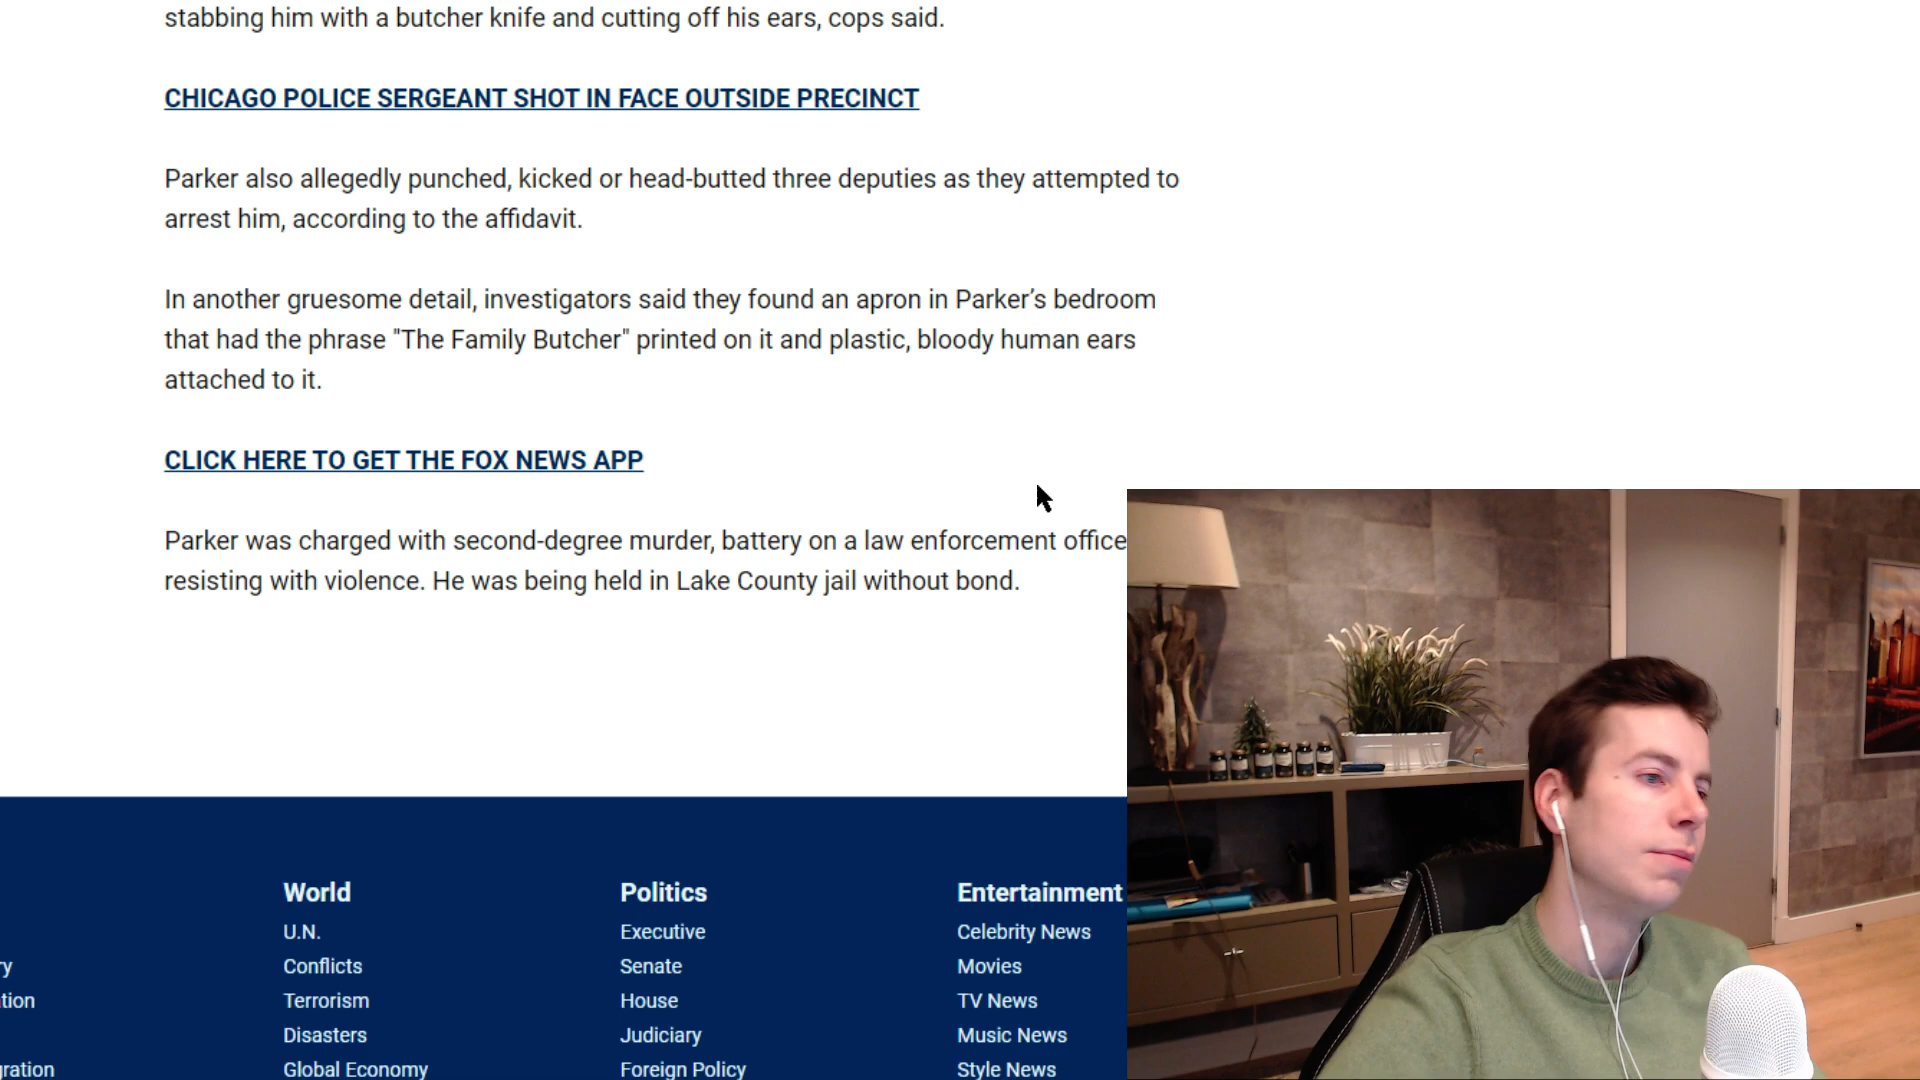 stabbing him with a butcher knife and cutting off his ears, cops said.
CHICAGO POLICE SERGEANT SHOT IN FACE OUTSIDE PRECINCT
Parker also allegedly punched, kicked or head-butted three deputies as they attempted to
arrest him, according to the affidavit.
In another gruesome detail, investigators said they found an apron in Parker’s bedroom
that had the phrase "The Family Butcher" printed on it and plastic, bloody human ears
attached to it.
CLICK HERE TO GET THE FOX NEWS APP
Parker was charged with second-degree murder, battery on a law enforcement office
resisting with violence. He was being held in Lake County jail without bond.
World
Politics
Entertainment
U.N.
Executive
Celebrity News
ry
Conflicts
Senate
Movies
tion
Terrorism
House
TV News
Disasters
Judiciary
Music News
gration
Global Economy
Foreign Policy
Style News